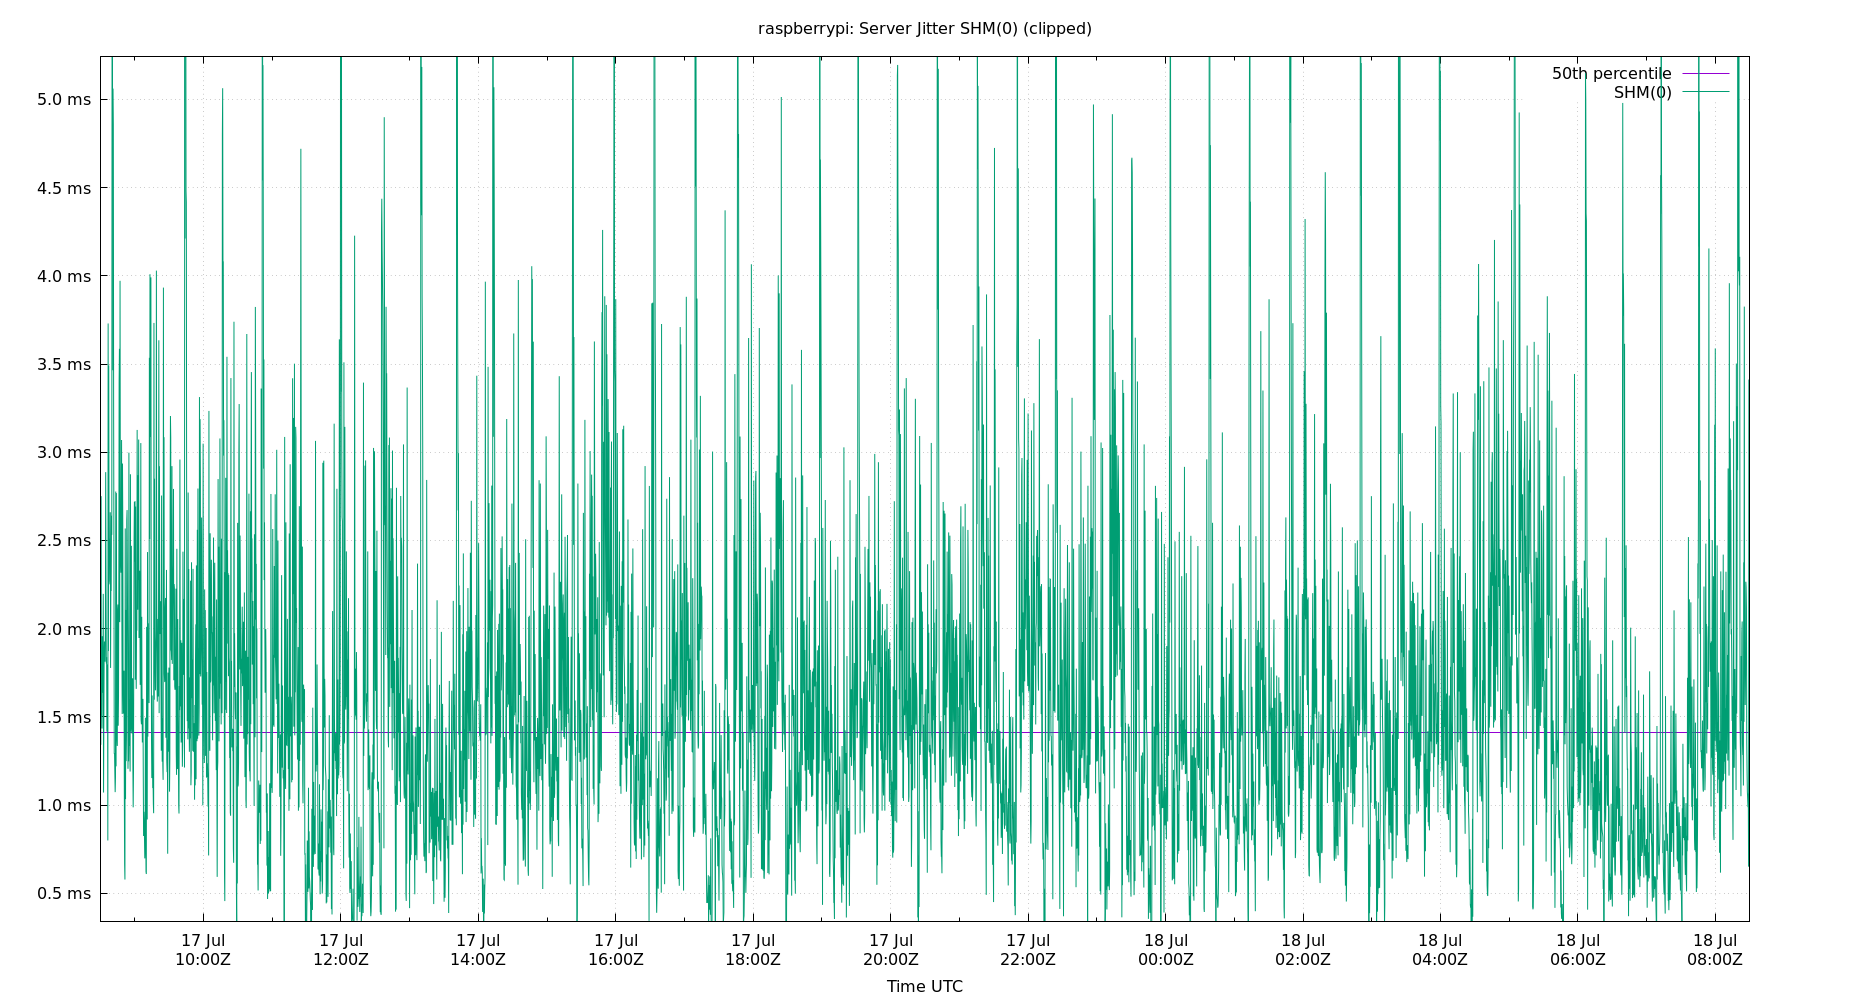 raspberrypi: Server Jitter SHM(0) (clipped)
50th percentile
SHM(0)
5.0 ms
4.5 ms
4.0 ms
3.5 ms
3.0 ms
2.5 ms
2.0 ms
1.5 ms
1.0 ms
0.5 ms
17 Jul 17 Jul 17 Jul 17 Jul 17 Jul 17 Jul 17 Jul 18 Jul 18 Jul 18 Jul 18 Jul 18 Jul
10:00Z 12:00Z 14:00Z 16:00Z 18:00Z 20:00Z 22:00Z 00:00Z 02:00Z 04:00Z 06:00Z 08:00Z
Time UTC